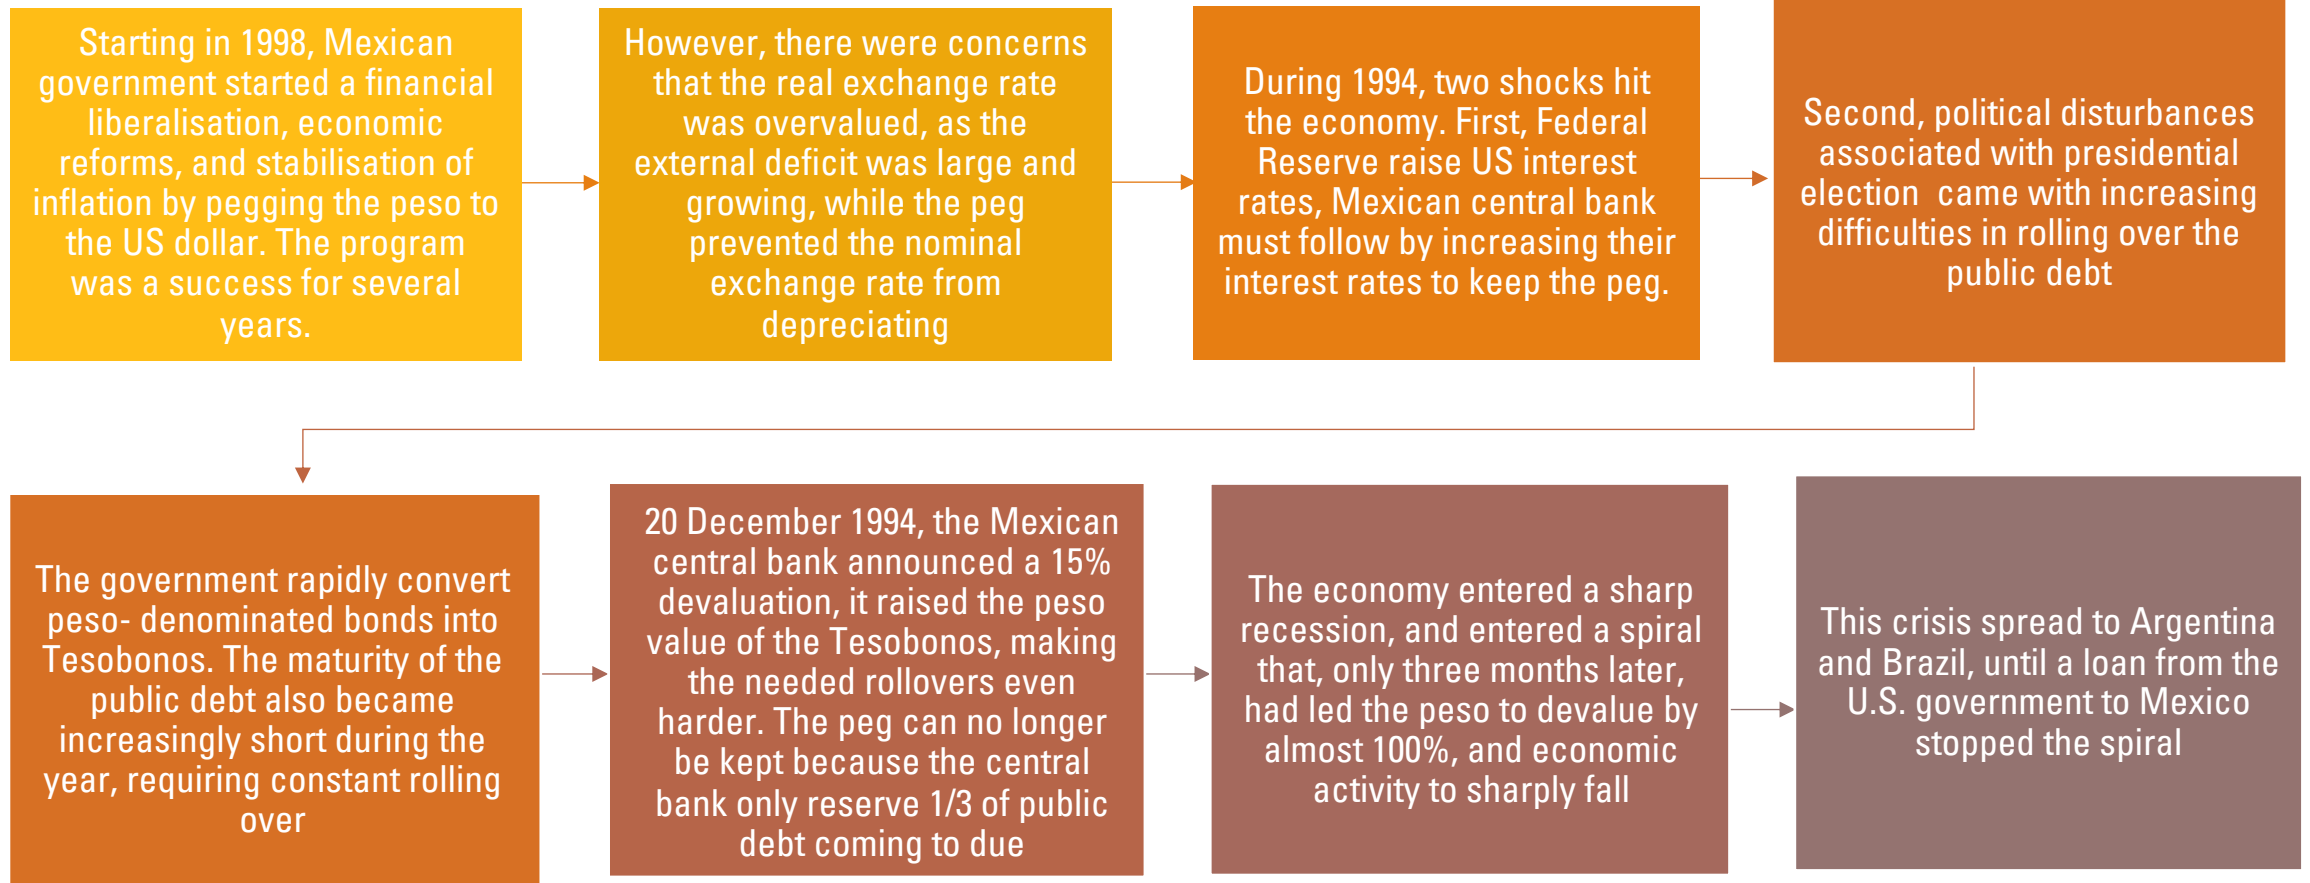 Starting in 1998, Mexican
government started a financial
liberalisation, economic
reforms, and stabilisation of
inflation by pegging the peso to
the US dollar. The program
was a success for several
years.
However, there were concerns
that the real exchange rate
was overvalued, as the
external deficit was large and
growing, while the peg
prevented the nominal
exchange rate from
depreciating
During 1994, two shocks hit
the economy. First, Federal
Reserve raise US interest
rates, Mexican central bank
must follow by increasing their
interest rates to keep the peg.
Second, political disturbances
associated with presidential
election  came with increasing
difficulties in rolling over the
public debt
The government rapidly convert
peso- denominated bonds into
Tesobonos. The maturity of the
public debt also became
increasingly short during the
year, requiring constant rolling
over
20 December 1994, the Mexican
central bank announced a 15%
devaluation, it raised the peso
value of the Tesobonos, making
the needed rollovers even
harder. The peg can no longer
be kept because the central
bank only reserve 1/3 of public
debt coming to due
The economy entered a sharp
recession, and entered a spiral
that, only three months later,
had led the peso to devalue by
almost 100%, and economic
activity to sharply fall
This crisis spread to Argentina
and Brazil, until a loan from the
U.S. government to Mexico
stopped the spiral